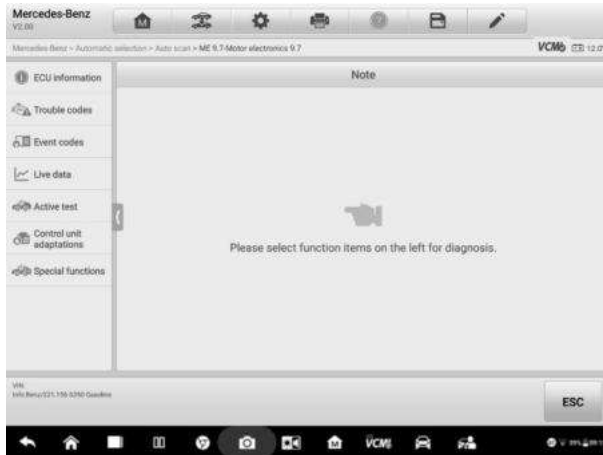 Mercedes-Benz
V2.00
Mercedes-Benz > Automatic selection > Auto scan > ME 9.7-Motor electronics 9.7
VCMI
12.0
ECU information
Note
Trouble codes
Event codes
Live data
Active test
Control unit
adaptations
Special functions
Please select function items on the left for diagnosis.
VIN
ESC
VCMI